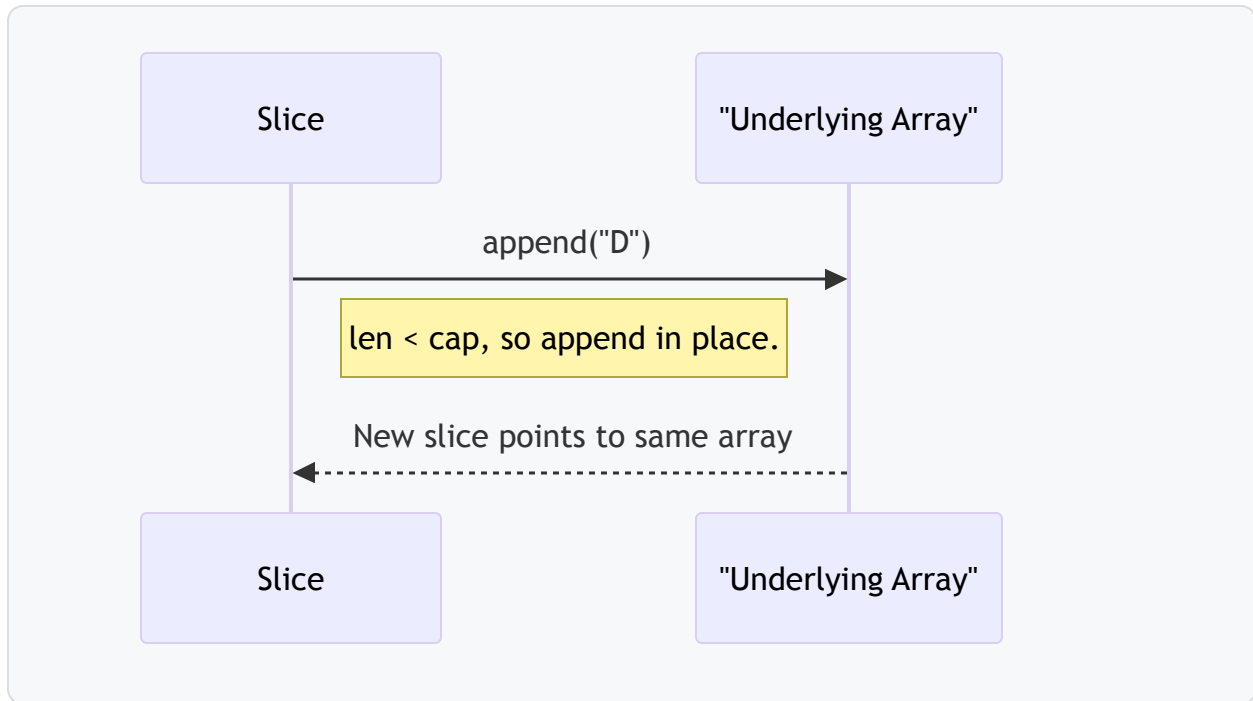 Slice
"Underlying Array"
append("D")
len < cap, so append in place.
New slice points to same array
Slice
"Underlying Array"